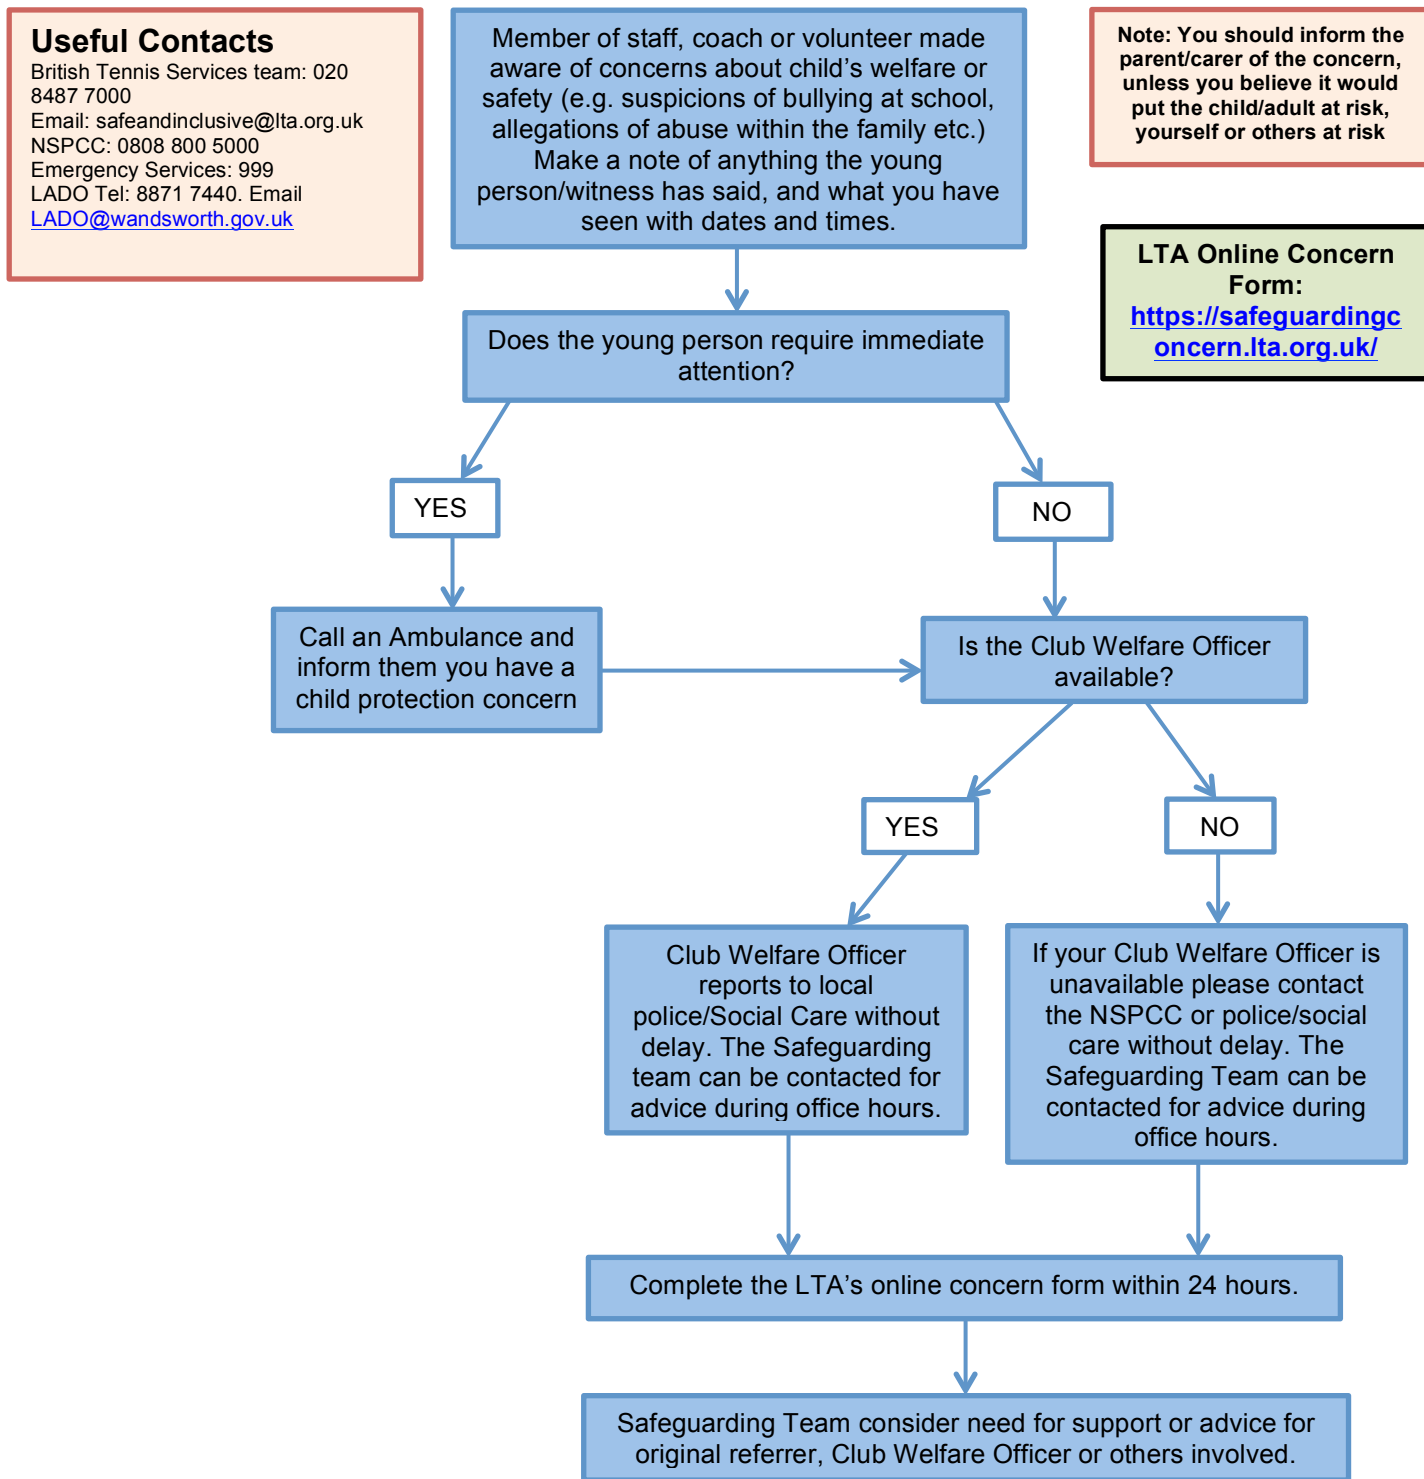 Useful Contacts
British Tennis Services team: 020
8487 7000
Email: safeandinclusive@lta.org.uk
NSPCC: 0808 800 5000
Emergency Services: 999
LADO Tel: 8871 7440. Email
LADO@wandsworth.gov.uk
Member of staff, coach or volunteer made
aware of concerns about child’s welfare or
safety (e.g. suspicions of bullying at school,
allegations of abuse within the family etc.)
Make a note of anything the young
person/witness has said, and what you have
seen with dates and times.
Note: You should inform the
parent/carer of the concern,
unless you believe it would
put the child/adult at risk,
yourself or others at risk
LTA Online Concern
Form:
https://safeguardingc
oncern.lta.org.uk/
Does the young person require immediate
attention?
YES
NO
Call an Ambulance and
inform them you have a
child protection concern
Is the Club Welfare Officer
available?
YES
NO
Club Welfare Officer
reports to local
police/Social Care without
delay. The Safeguarding
team can be contacted for
advice during office hours.
If your Club Welfare Officer is
unavailable please contact
the NSPCC or police/social
care without delay. The
Safeguarding Team can be
contacted for advice during
office hours.
Complete the LTA’s online concern form within 24 hours.
Safeguarding Team consider need for support or advice for
original referrer, Club Welfare Officer or others involved.